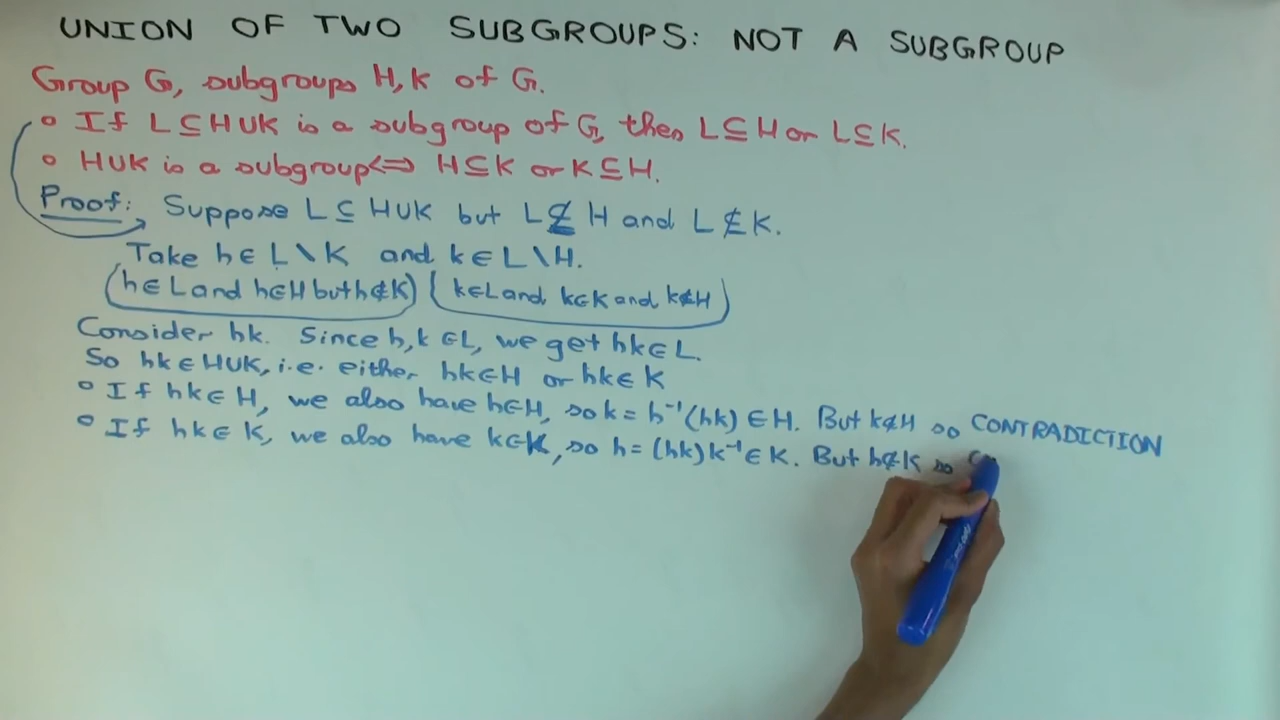 UNION OF TWO SUBGROUPS: NOT A SUBGROUP
Group G, subgroups H, K of G.
∘ If L ⊆ H∪K is a subgroup of G, then L ⊆ H or L ⊆ K.
∘ H∪K is a subgroup ⇔ H ⊆ K or K ⊆ H.
Proof: Suppose L ⊆ H∪K but L ⊈ H and L ⊈ K.
Take h ∈ L \ K and k ∈ L \ H.
(h ∈ L and h ∈ H but h ∉ K) (k ∈ L and k ∈ K and k ∉ H)
Consider hk. Since h, k ∈ L, we get hk ∈ L.
So hk ∈ H∪K, i.e. either hk ∈ H or hk ∈ K
∘ If hk ∈ H, we also have h ∈ H, so k = h⁻¹(hk) ∈ H. But k ∉ H so CONTRADICTION
∘ If hk ∈ K, we also have k ∈ K, so h = (hk)k⁻¹ ∈ K. But h ∉ K so